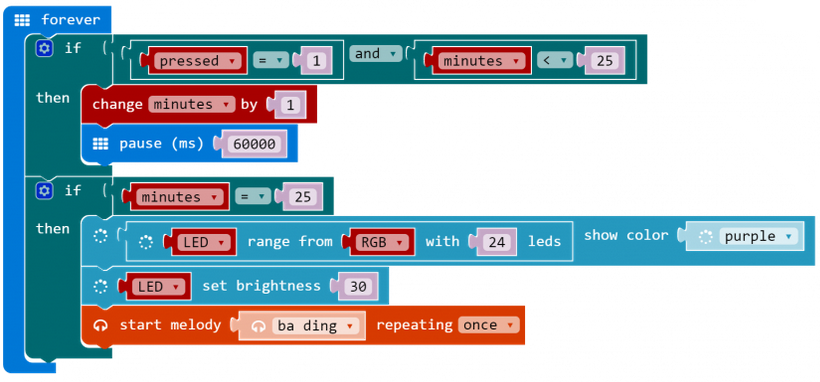 forever
if pressed = 1 and minutes < 25
then change minutes by 1
pause (ms) 60000
if minutes = 25
then LED range from RGB with 24 leds show color purple
LED set brightness 30
start melody ba ding repeating once